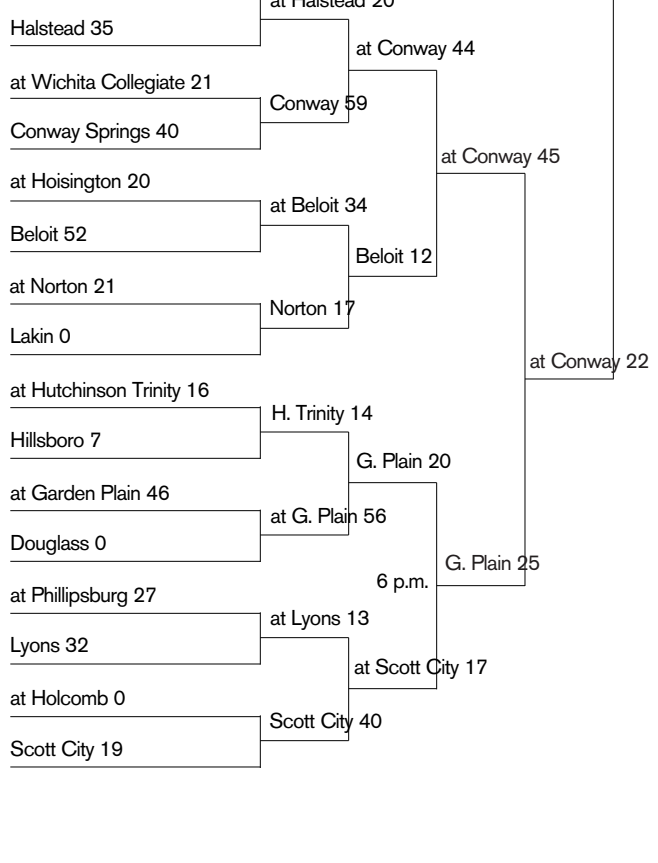 at Halstead 20
Halstead 35
at Conway 44
at Wichita Collegiate 21
Conway 59
Conway Springs 40
at Conway 45
at Hoisington 20
at Beloit 34
Beloit 52
Beloit 12
at Norton 21
Norton 17
Lakin 0
at Conway 22
at Hutchinson Trinity 16
H. Trinity 14
Hillsboro 7
G. Plain 20
at Garden Plain 46
at G. Plain 56
Douglass 0
G. Plain 25
6 p.m.
at Phillipsburg 27
at Lyons 13
Lyons 32
at Scott City 17
at Holcomb 0
Scott City 40
Scott City 19